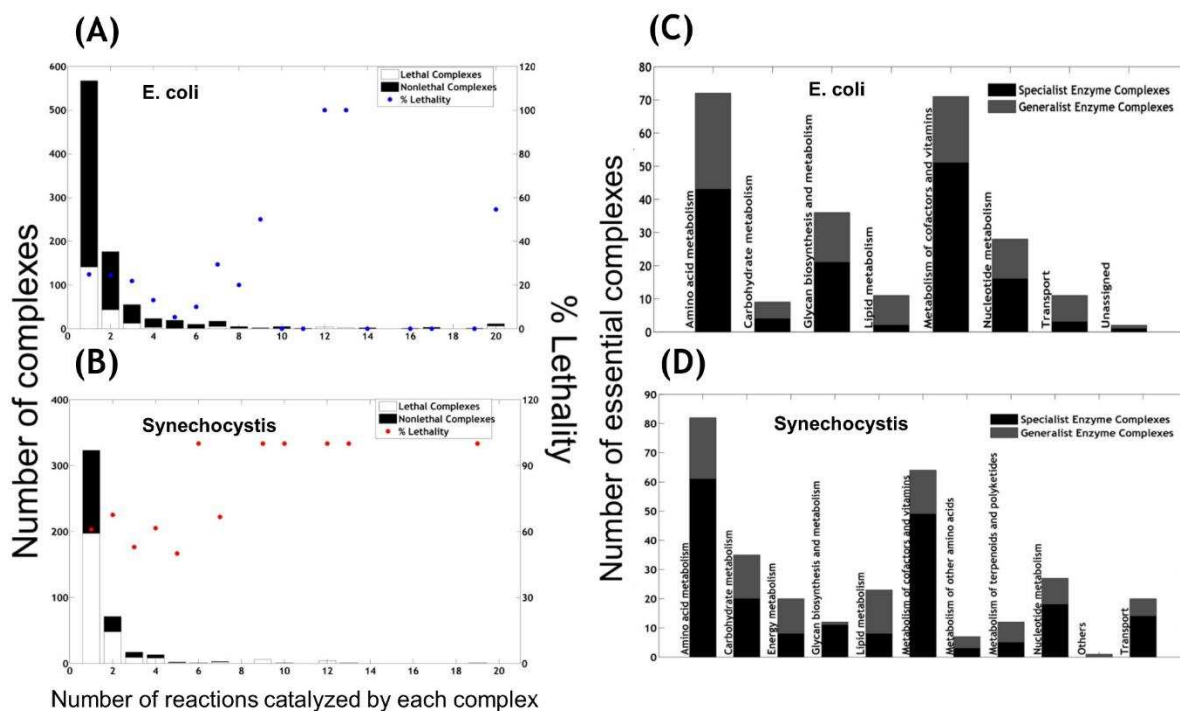 (A)
600
500
400
300
200
100
0
120
100
80
60
40
20
0
2
4
6
8
10
12
14
16
18
20
E. coli
Lethal Complexes
Nonlethal Complexes
% Lethality
(B)
400
300
200
100
0
120
90
60
30
0
0
2
4
6
8
10
12
14
16
18
20
Synechocystis
Lethal Complexes
Nonlethal Complexes
% Lethality
Number of complexes
% Lethality
Number of reactions catalyzed by each complex
(C)
80
70
60
50
40
30
20
10
0
E. coli
Specialist Enzyme Complexes
Generalist Enzyme Complexes
Amino acid metabolism
Carbohydrate metabolism
Glycan biosynthesis and metabolism
Lipid metabolism
Metabolism of cofactors and vitamins
Nucleotide metabolism
Transport
Unassigned
(D)
90
80
70
60
50
40
30
20
10
0
Synechocystis
Specialist Enzyme Complexes
Generalist Enzyme Complexes
Amino acid metabolism
Carbohydrate metabolism
Energy metabolism
Glycan biosynthesis and metabolism
Lipid metabolism
Metabolism of cofactors and vitamins
Metabolism of other amino acids
Metabolism of terpenoids and polyketides
Nucleotide metabolism
Others
Transport
Number of essential complexes